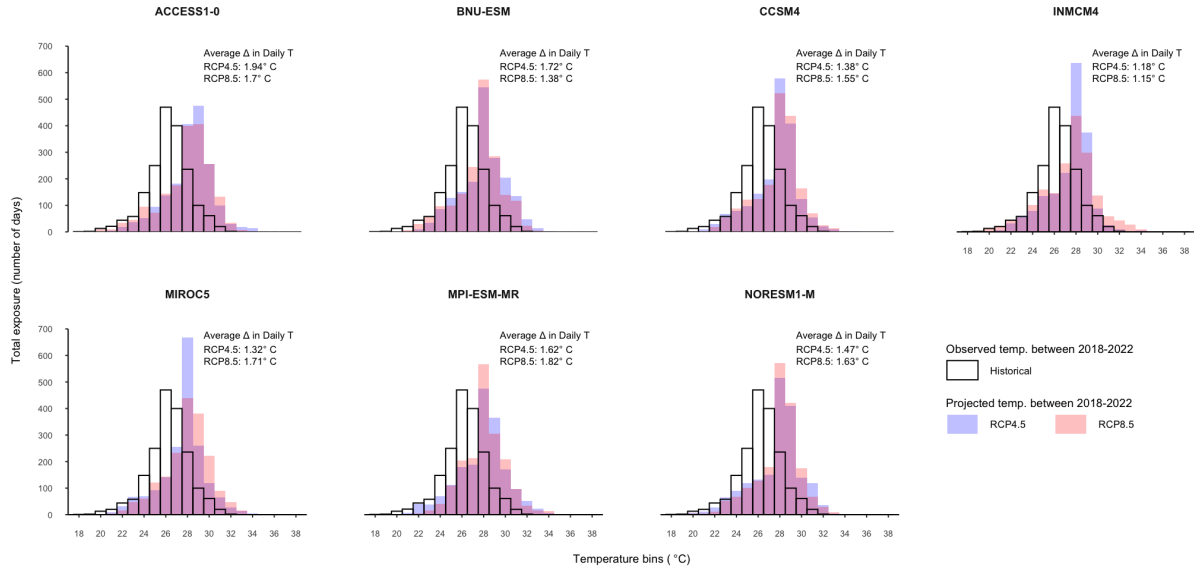 ACCESS1-0
BNU-ESM
CCSM4
INMCM4
Total exposure (number of days)
700
600
500
400
300
200
100
0
Average Δ in Daily T
RCP4.5: 1.94° C
RCP8.5: 1.7° C
Average Δ in Daily T
RCP4.5: 1.72° C
RCP8.5: 1.38° C
Average Δ in Daily T
RCP4.5: 1.38° C
RCP8.5: 1.55° C
Average Δ in Daily T
RCP4.5: 1.18° C
RCP8.5: 1.15° C
18 20 22 24 26 28 30 32 34 36 38
MIROC5
MPI-ESM-MR
NORESM1-M
700
600
500
400
300
200
100
0
Average Δ in Daily T
RCP4.5: 1.32° C
RCP8.5: 1.71° C
Average Δ in Daily T
RCP4.5: 1.62° C
RCP8.5: 1.82° C
Average Δ in Daily T
RCP4.5: 1.47° C
RCP8.5: 1.63° C
Observed temp. between 2018-2022
Historical
Projected temp. between 2018-2022
RCP4.5 RCP8.5
18 20 22 24 26 28 30 32 34 36 38
18 20 22 24 26 28 30 32 34 36 38
18 20 22 24 26 28 30 32 34 36 38
Temperature bins ( °C)